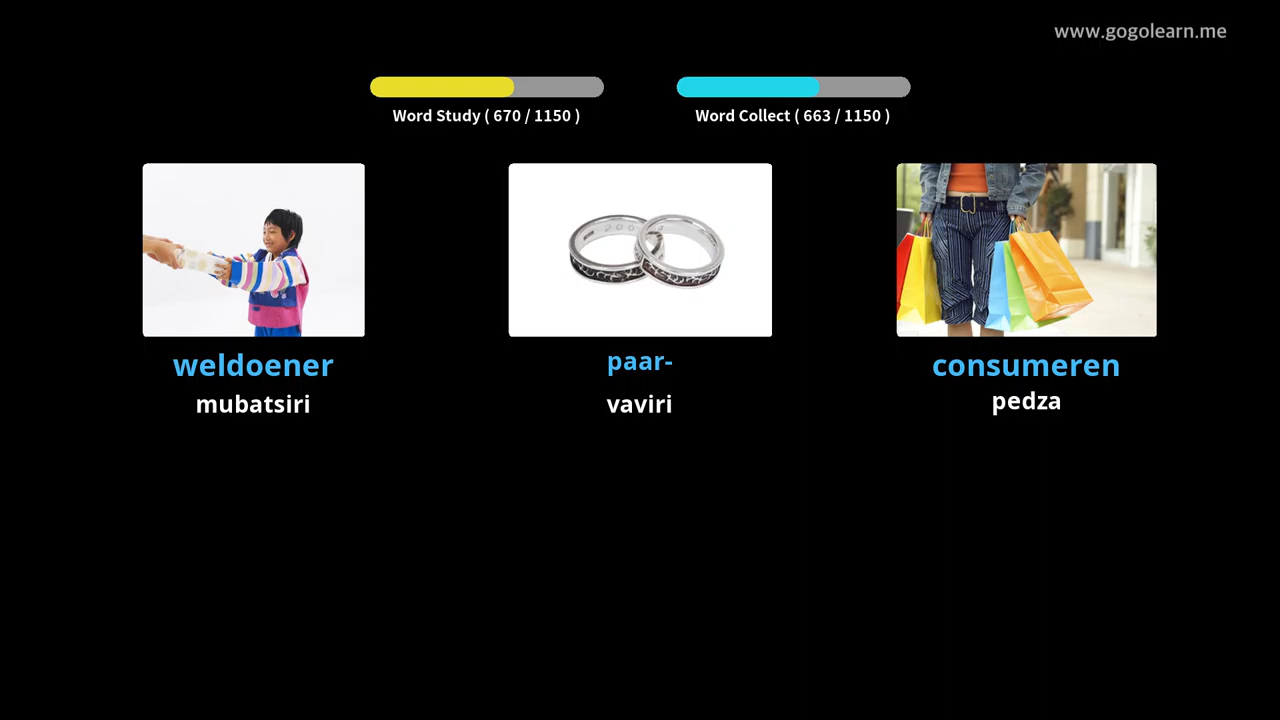 www.gogolearn.me
Word Study ( 670 / 1150 )
Word Collect ( 663 / 1150 )
weldoener
paar-
consumeren
mubatsiri
vaviri
pedza